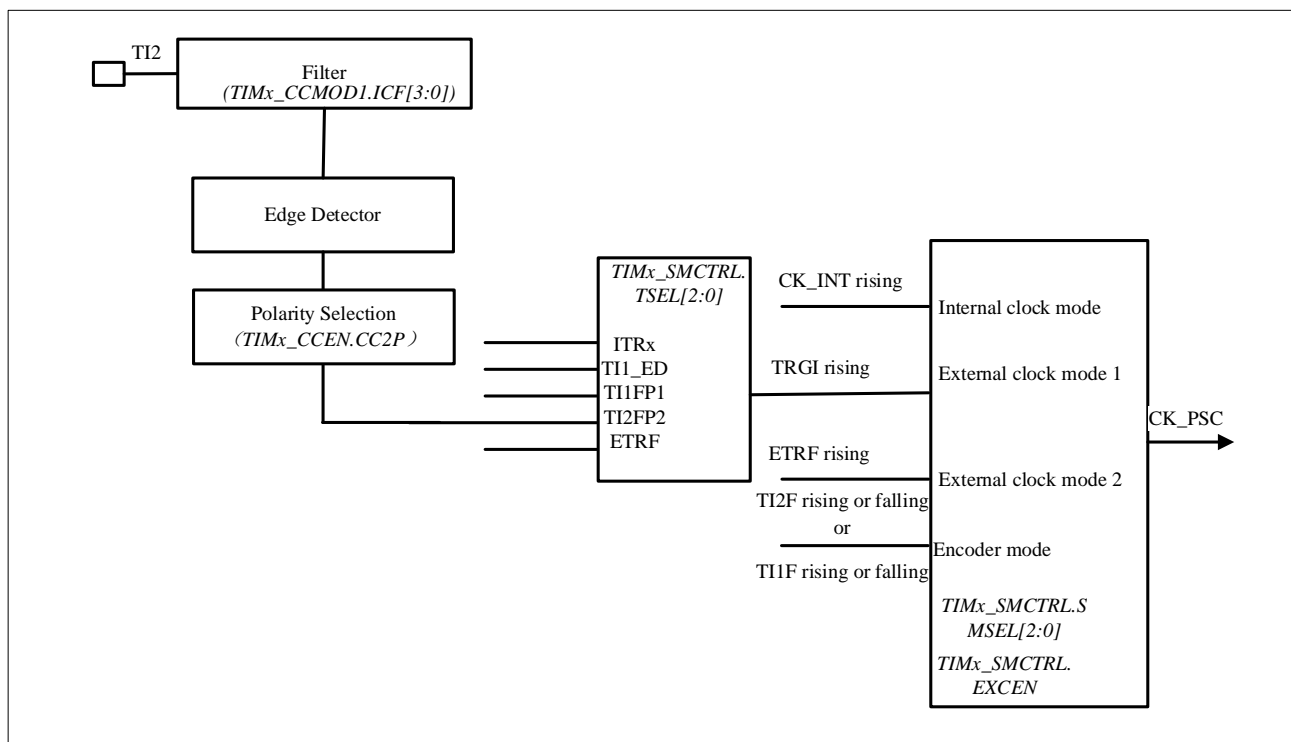 TI2
Filter
(TIMx_CCMOD1.ICF[3:0])
Edge Detector
Polarity Selection
（TIMx_CCEN.CC2P）
TIMx_SMCTRL.
TSEL[2:0]
ITRx
TI1_ED
TI1FP1
TI2FP2
ETRF
CK_INT rising
TRGI rising
ETRF rising
TI2F rising or falling
or
TI1F rising or falling
Internal clock mode
External clock mode 1
External clock mode 2
Encoder mode
TIMx_SMCTRL.S
MSEL[2:0]
TIMx_SMCTRL.
EXCEN
CK_PSC